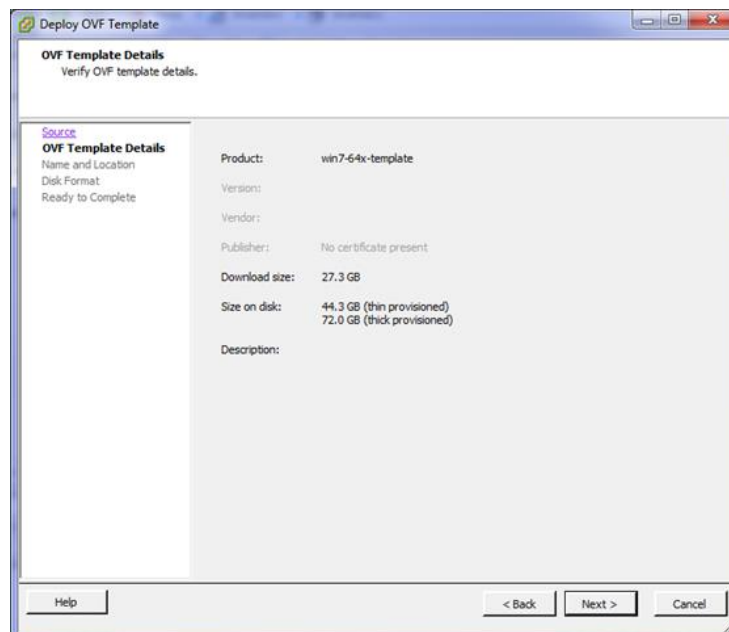 Deploy OVF Template
OVF Template Details
Verify OVF template details.
Source
OVF Template Details
Name and Location
Disk Format
Ready to Complete
Product: win7-64x-template
Version:
Vendor:
Publisher: No certificate present
Download size: 27.3 GB
Size on disk: 44.3 GB (thin provisioned)
72.0 GB (thick provisioned)
Description:
Help
< Back
Next >
Cancel